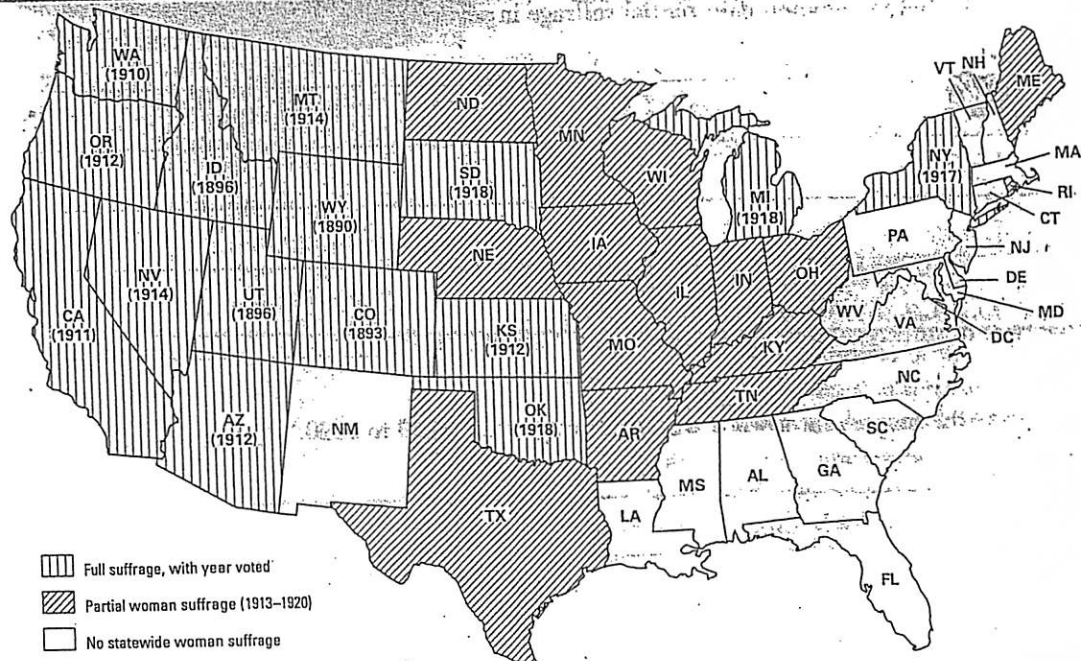 WA
(1910)
MT
(1914)
OR
(1912)
ID
(1896)
WY
(1890)
ND
SD
(1918)
MN
WI
MI
(1918)
NY
(1917)
VT
NH
ME
MA
RI
CT
NJ
DE
MD
DC
PA
CA
(1911)
NV
(1914)
UT
(1896)
CO
(1893)
NE
KS
(1912)
IA
IL
IN
OH
MO
KY
WV
VA
AZ
(1912)
NM
OK
(1918)
AR
TN
NC
SC
TX
LA
MS
AL
GA
FL
Full suffrage, with year voted
Partial woman suffrage (1913–1920)
No statewide woman suffrage